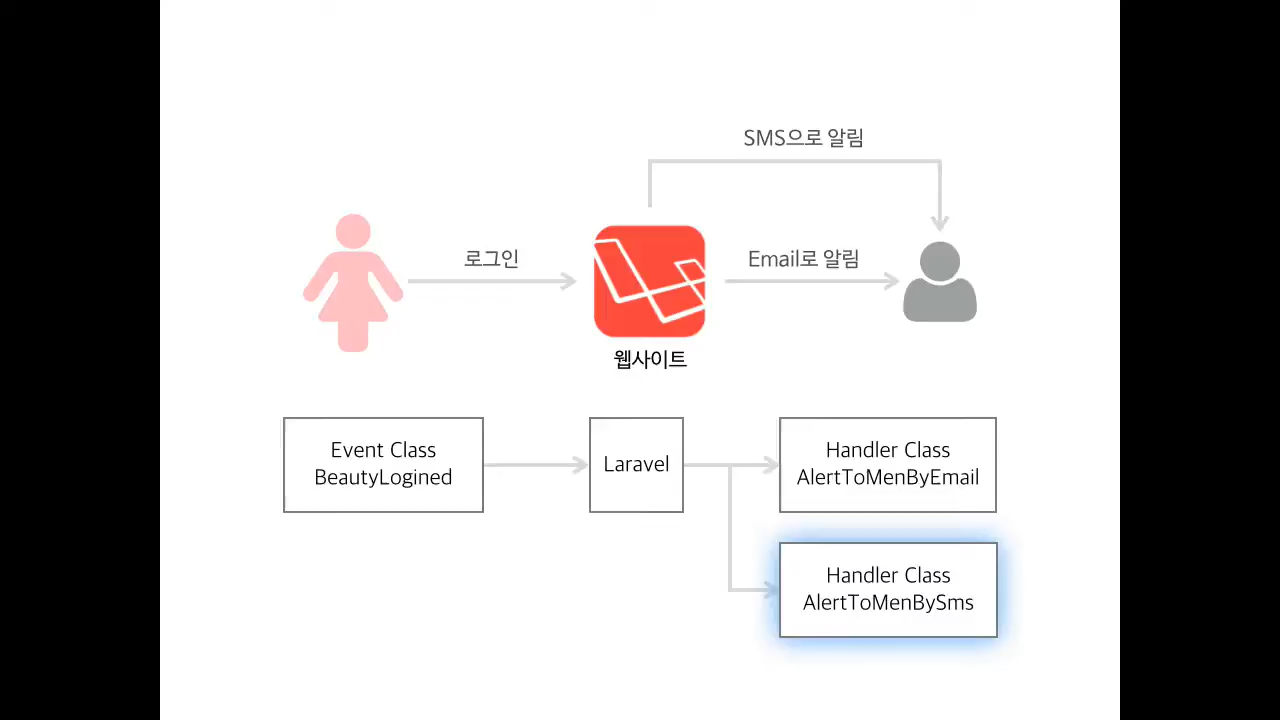 SMS으로 알림
로그인
Email로 알림
웹사이트
Event Class
BeautyLogined
Laravel
Handler Class
AlertToMenByEmail
Handler Class
AlertToMenBySms